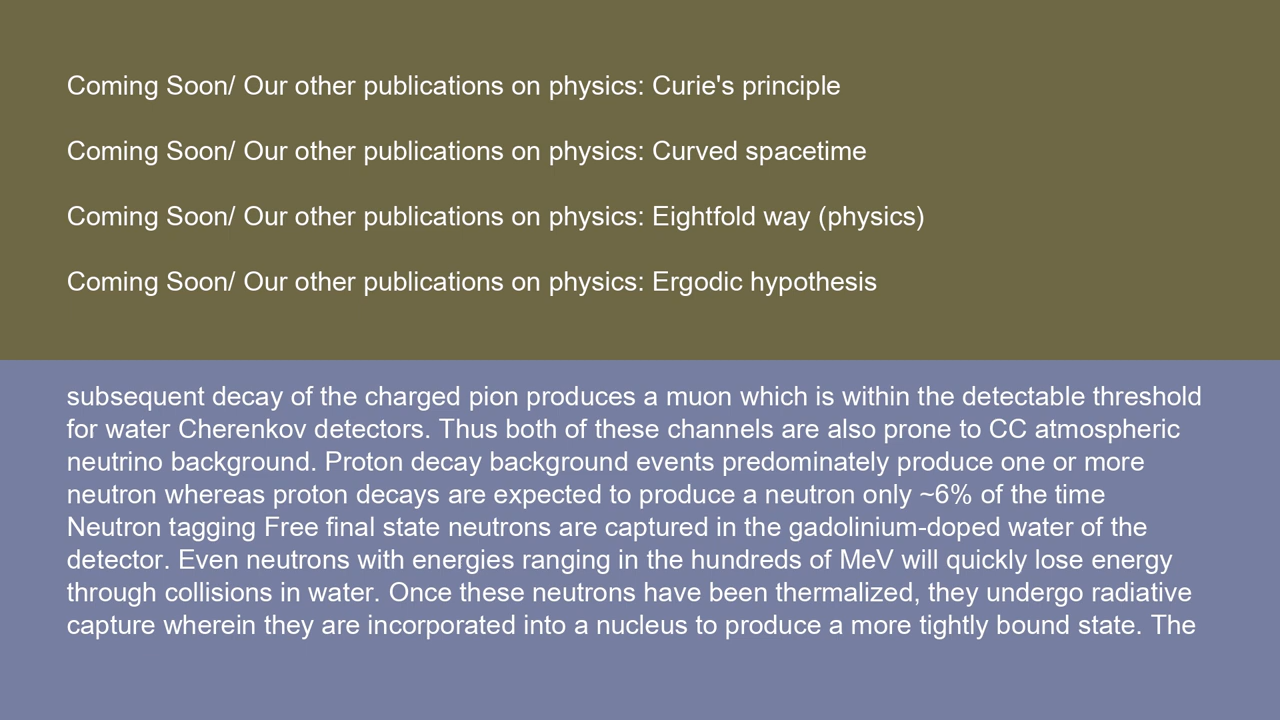 Coming Soon/ Our other publications on physics: Curie's principle
Coming Soon/ Our other publications on physics: Curved spacetime
Coming Soon/ Our other publications on physics: Eightfold way (physics)
Coming Soon/ Our other publications on physics: Ergodic hypothesis
subsequent decay of the charged pion produces a muon which is within the detectable threshold
for water Cherenkov detectors. Thus both of these channels are also prone to CC atmospheric
neutrino background. Proton decay background events predominately produce one or more
neutron whereas proton decays are expected to produce a neutron only ~6% of the time
Neutron tagging Free final state neutrons are captured in the gadolinium-doped water of the
detector. Even neutrons with energies ranging in the hundreds of MeV will quickly lose energy
through collisions in water. Once these neutrons have been thermalized, they undergo radiative
capture wherein they are incorporated into a nucleus to produce a more tightly bound state. The